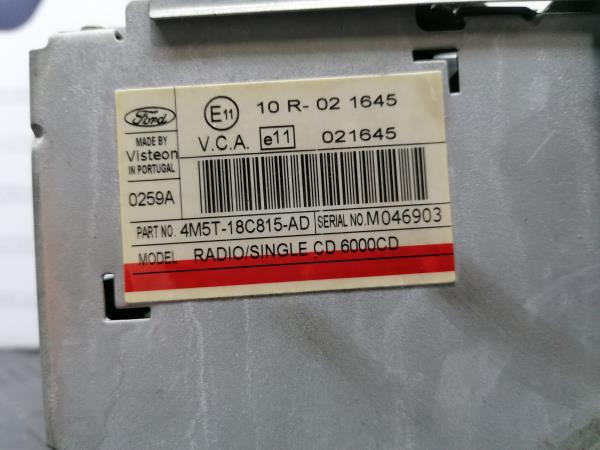 Ford
MADE BY
Visteon
IN PORTUGAL
0259A
E11 10 R- 02 1645
V.C.A. e11 021645
PART NO. 4M5T-18C815-AD SERIAL NO. M046903
MODEL RADIO/SINGLE CD 6000CD